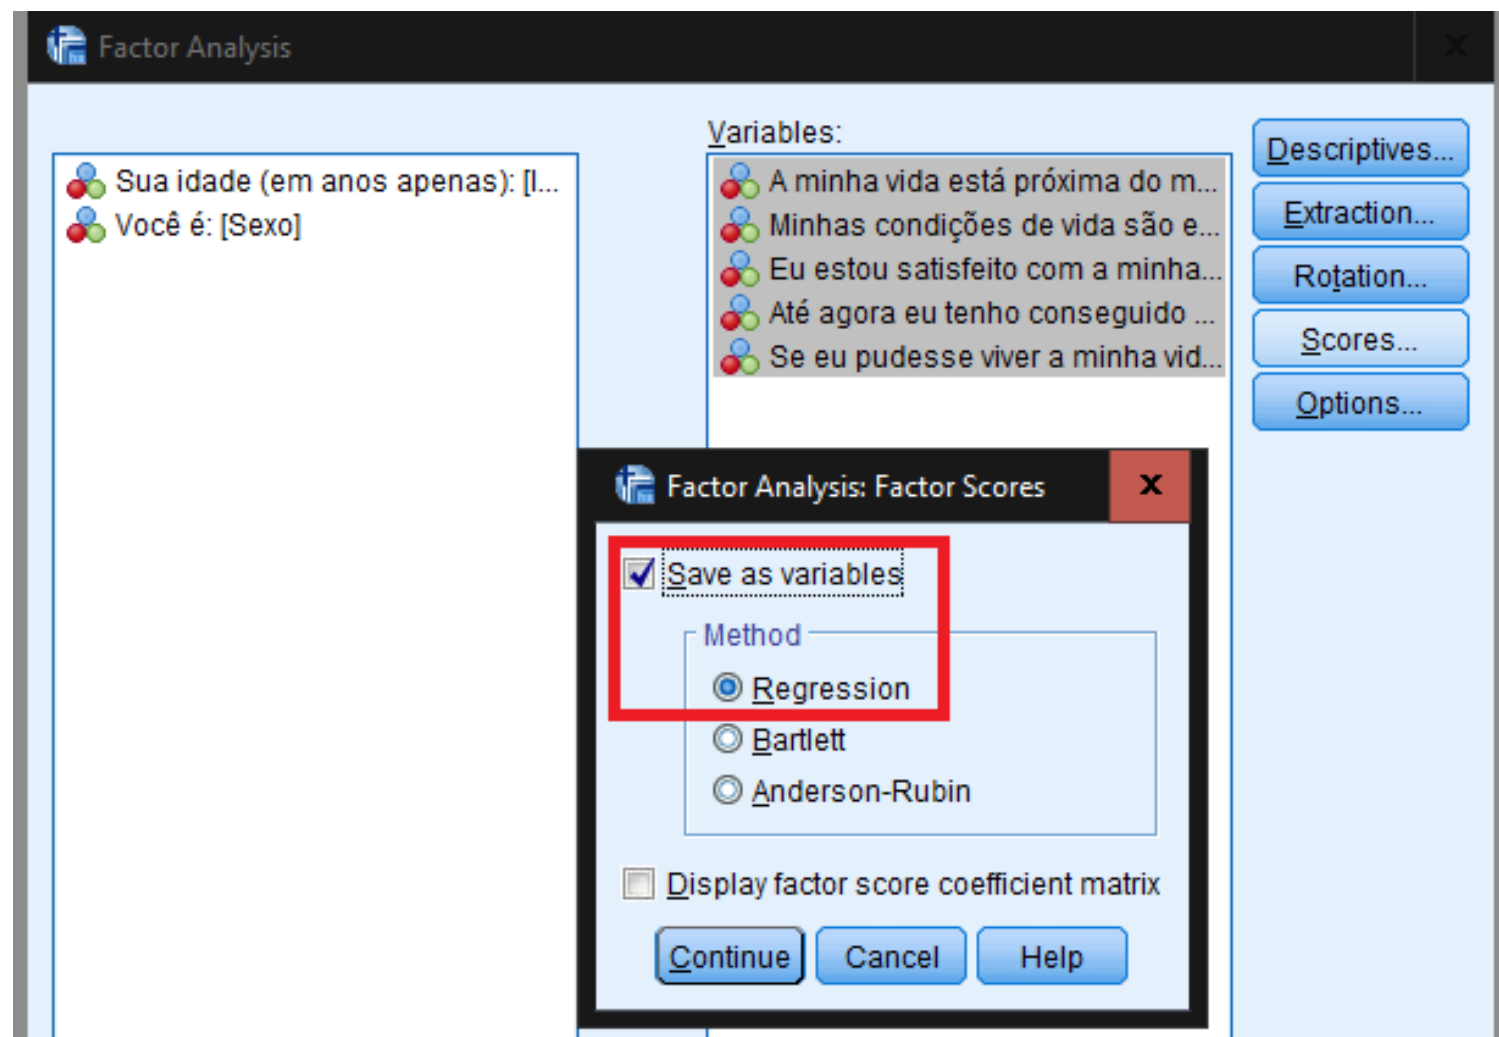 Factor Analysis
x
Variables:
Sua idade (em anos apenas): [I...
Você é: [Sexo]
A minha vida está próxima do m...
Minhas condições de vida são e...
Eu estou satisfeito com a minha...
Até agora eu tenho conseguido ...
Se eu pudesse viver a minha vid...
Descriptives...
Extraction...
Rotation...
Scores...
Options...
Factor Analysis: Factor Scores
x
Save as variables
Method
Regression
Bartlett
Anderson-Rubin
Display factor score coefficient matrix
Continue
Cancel
Help